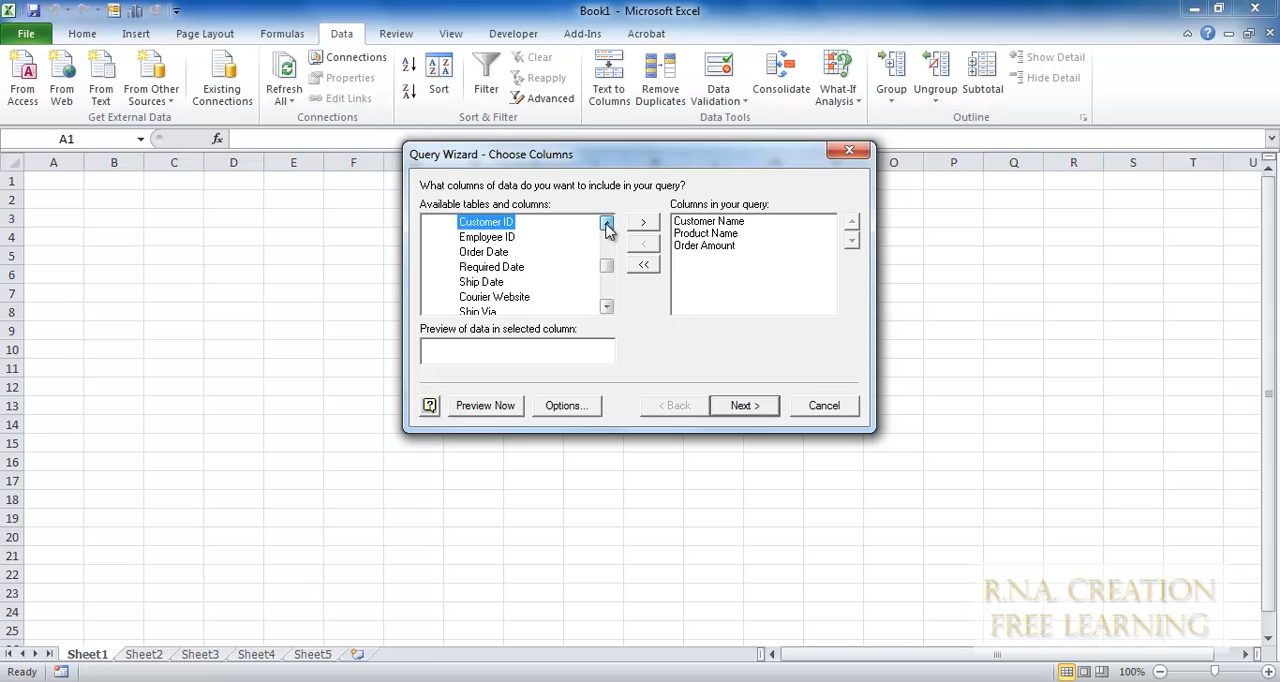 Book1 - Microsoft Excel
File Home Insert Page Layout Formulas Data Review View Developer Add-Ins Acrobat
From Access
From Web
From Text
From Other Sources
Existing Connections
Get External Data
Refresh All
Connections
Properties
Edit Links
Connections
Sort
Filter
Clear
Reapply
Advanced
Sort & Filter
Text to Columns
Remove Duplicates
Data Validation
Consolidate
What-If Analysis
Data Tools
Group
Ungroup
Subtotal
Show Detail
Hide Detail
Outline
A1 fx
A B C D E F O P Q R S T U
1
2
3
4
5
6
7
8
9
10
11
12
13
14
15
16
17
18
19
20
21
22
23
24
25
Query Wizard - Choose Columns
What columns of data do you want to include in your query?
Available tables and columns:
Customer ID
Employee ID
Order Date
Required Date
Ship Date
Courier Website
Ship Via
Columns in your query:
Customer Name
Product Name
Order Amount
>
<
<<
Preview of data in selected column:
Preview Now Options... < Back Next > Cancel
R.N.A. CREATION
FREE LEARNING
Sheet1 Sheet2 Sheet3 Sheet4 Sheet5
Ready 100%